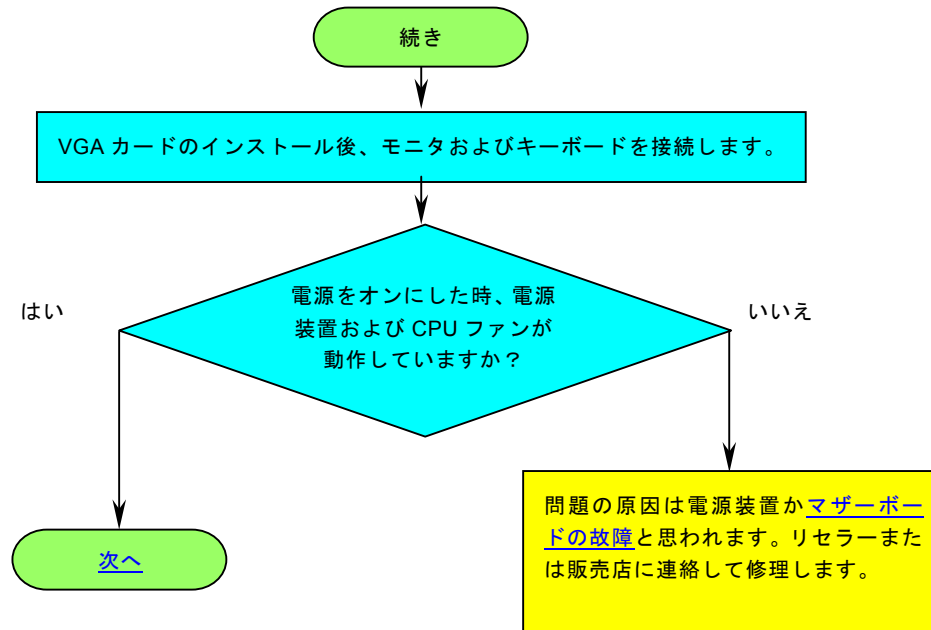 続き
VGA カードのインストール後、モニタおよびキーボードを接続します。
電源をオンにした時、電源
装置および CPU ファンが
動作していますか？
はい
いいえ
次へ
問題の原因は電源装置かマザーボー
ドの故障と思われます。リセラーまた
は販売店に連絡して修理します。